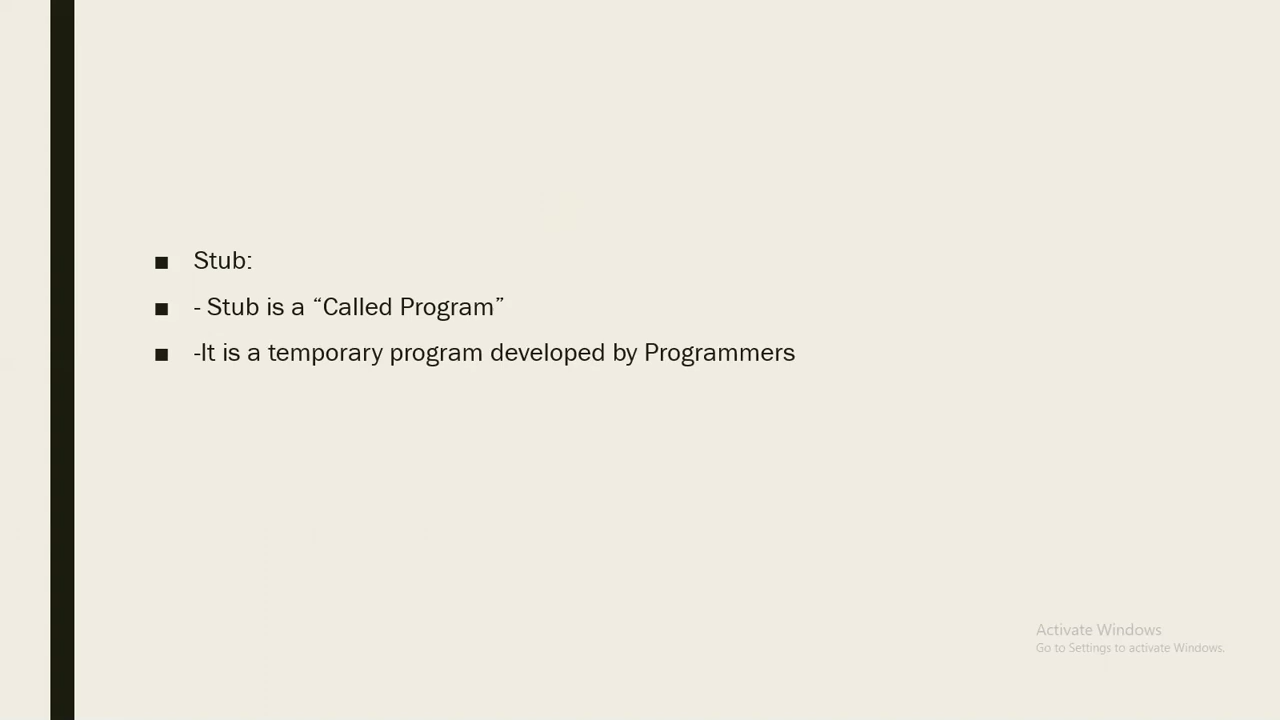 ■ Stub:
■ - Stub is a “Called Program”
■ -It is a temporary program developed by Programmers
Activate Windows
Go to Settings to activate Windows.